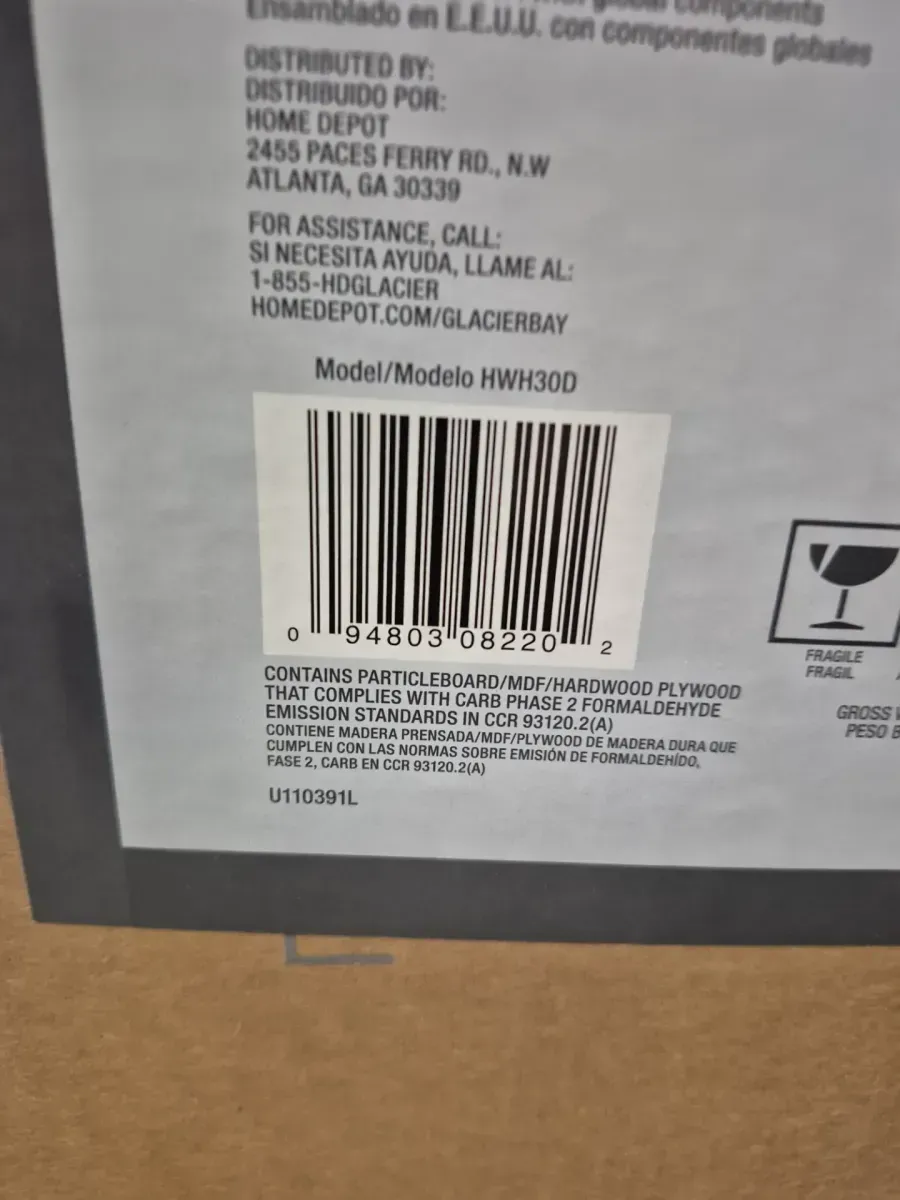 global components
Ensamblado en E.E.U.U. con componentes globales
DISTRIBUTED BY:
DISTRIBUIDO POR:
HOME DEPOT
2455 PACES FERRY RD., N.W
ATLANTA, GA 30339
FOR ASSISTANCE, CALL:
SI NECESITA AYUDA, LLAME AL:
1-855-HDGLACIER
HOMEDEPOT.COM/GLACIERBAY
Model/Modelo HWH30D
0 94803 08220 2
CONTAINS PARTICLEBOARD/MDF/HARDWOOD PLYWOOD
THAT COMPLIES WITH CARB PHASE 2 FORMALDEHYDE
EMISSION STANDARDS IN CCR 93120.2(A)
CONTIENE MADERA PRENSADA/MDF/PLYWOOD DE MADERA DURA QUE
CUMPLEN CON LAS NORMAS SOBRE EMISIÓN DE FORMALDEHÍDO,
FASE 2, CARB EN CCR 93120.2(A)
U110391L
FRAGILE
FRAGIL
GROSS
PESO